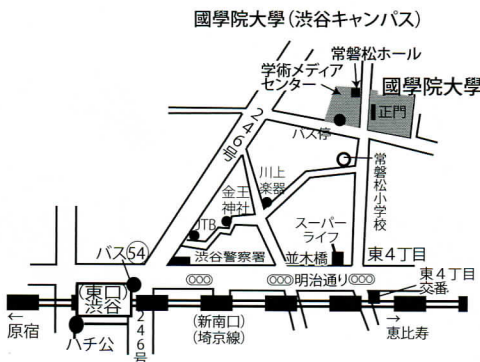 國學院大學（渋谷キャンパス）
常磐松ホール
学術メディア
センター
國學院大學
正門
バス停
246号
常磐松小学校
川上
楽器
金王
神社
JTB
スーパー
ライフ
渋谷警察署
並木橋
東4丁目
バス54
明治通り
東4丁目
交番
（東口）
渋谷
（新南口）
（埼京線）
←
原宿
ハチ公
246号
→
恵比寿